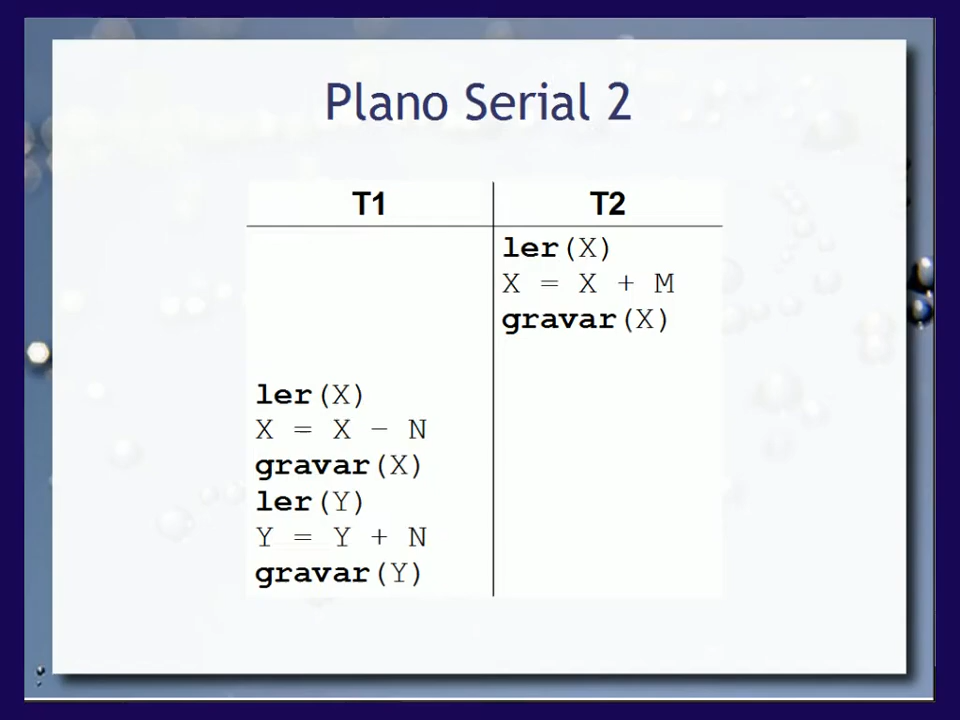 Plano Serial 2
T1 T2
ler(X)
X = X + M
gravar(X)
ler(X)
X = X - N
gravar(X)
ler(Y)
Y = Y + N
gravar(Y)